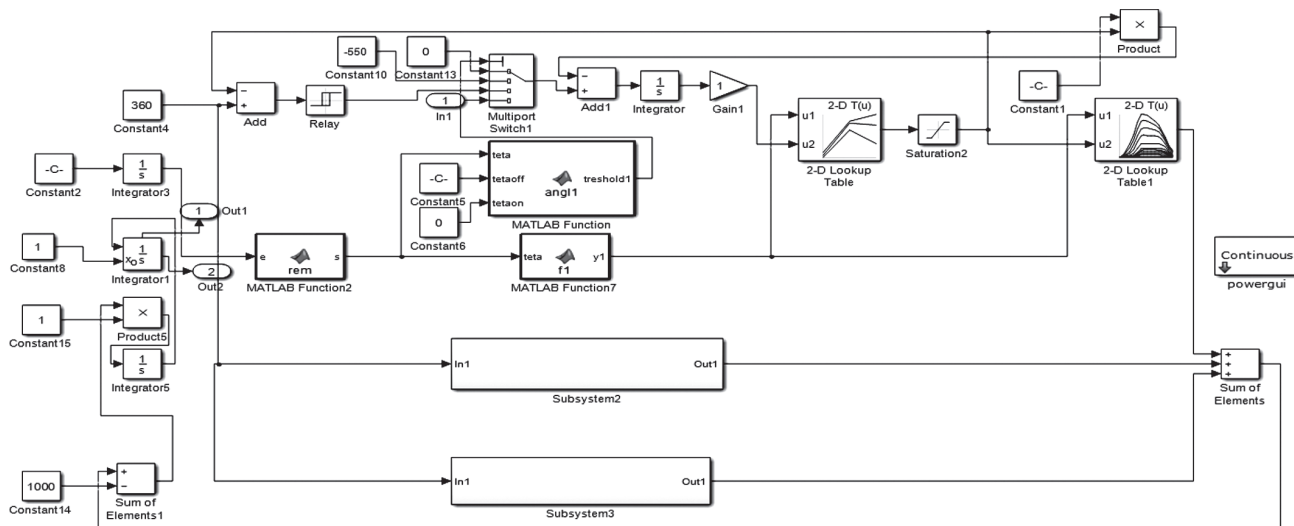 ×
Product
-550
Constant10
0
Constant13
Multiport
Switch1
360
Constant4
−
+
Add
Relay
1
In1
−
+
Add1
1
s
Integrator
1
Gain1
-C-
Constant1
2-D T(u)
u1
u2
2-D Lookup
Table
Saturation2
2-D T(u)
u1
u2
2-D Lookup
Table1
-C-
Constant2
1
s
Integrator3
teta
tetaoff
tetaon
angl1
treshold1
MATLAB Function
-C-
Constant5
0
Constant6
1
Out1
1
Constant8
1
s
xo
Integrator1
2
Out2
e
rem
s
MATLAB Function2
teta
f1
y1
MATLAB Function7
Continuous
powergui
1
Constant15
×
Product5
1
s
Integrator5
In1
Out1
Subsystem2
+
+
+
Sum of
Elements
1000
Constant14
+
−
Sum of
Elements1
In1
Out1
Subsystem3